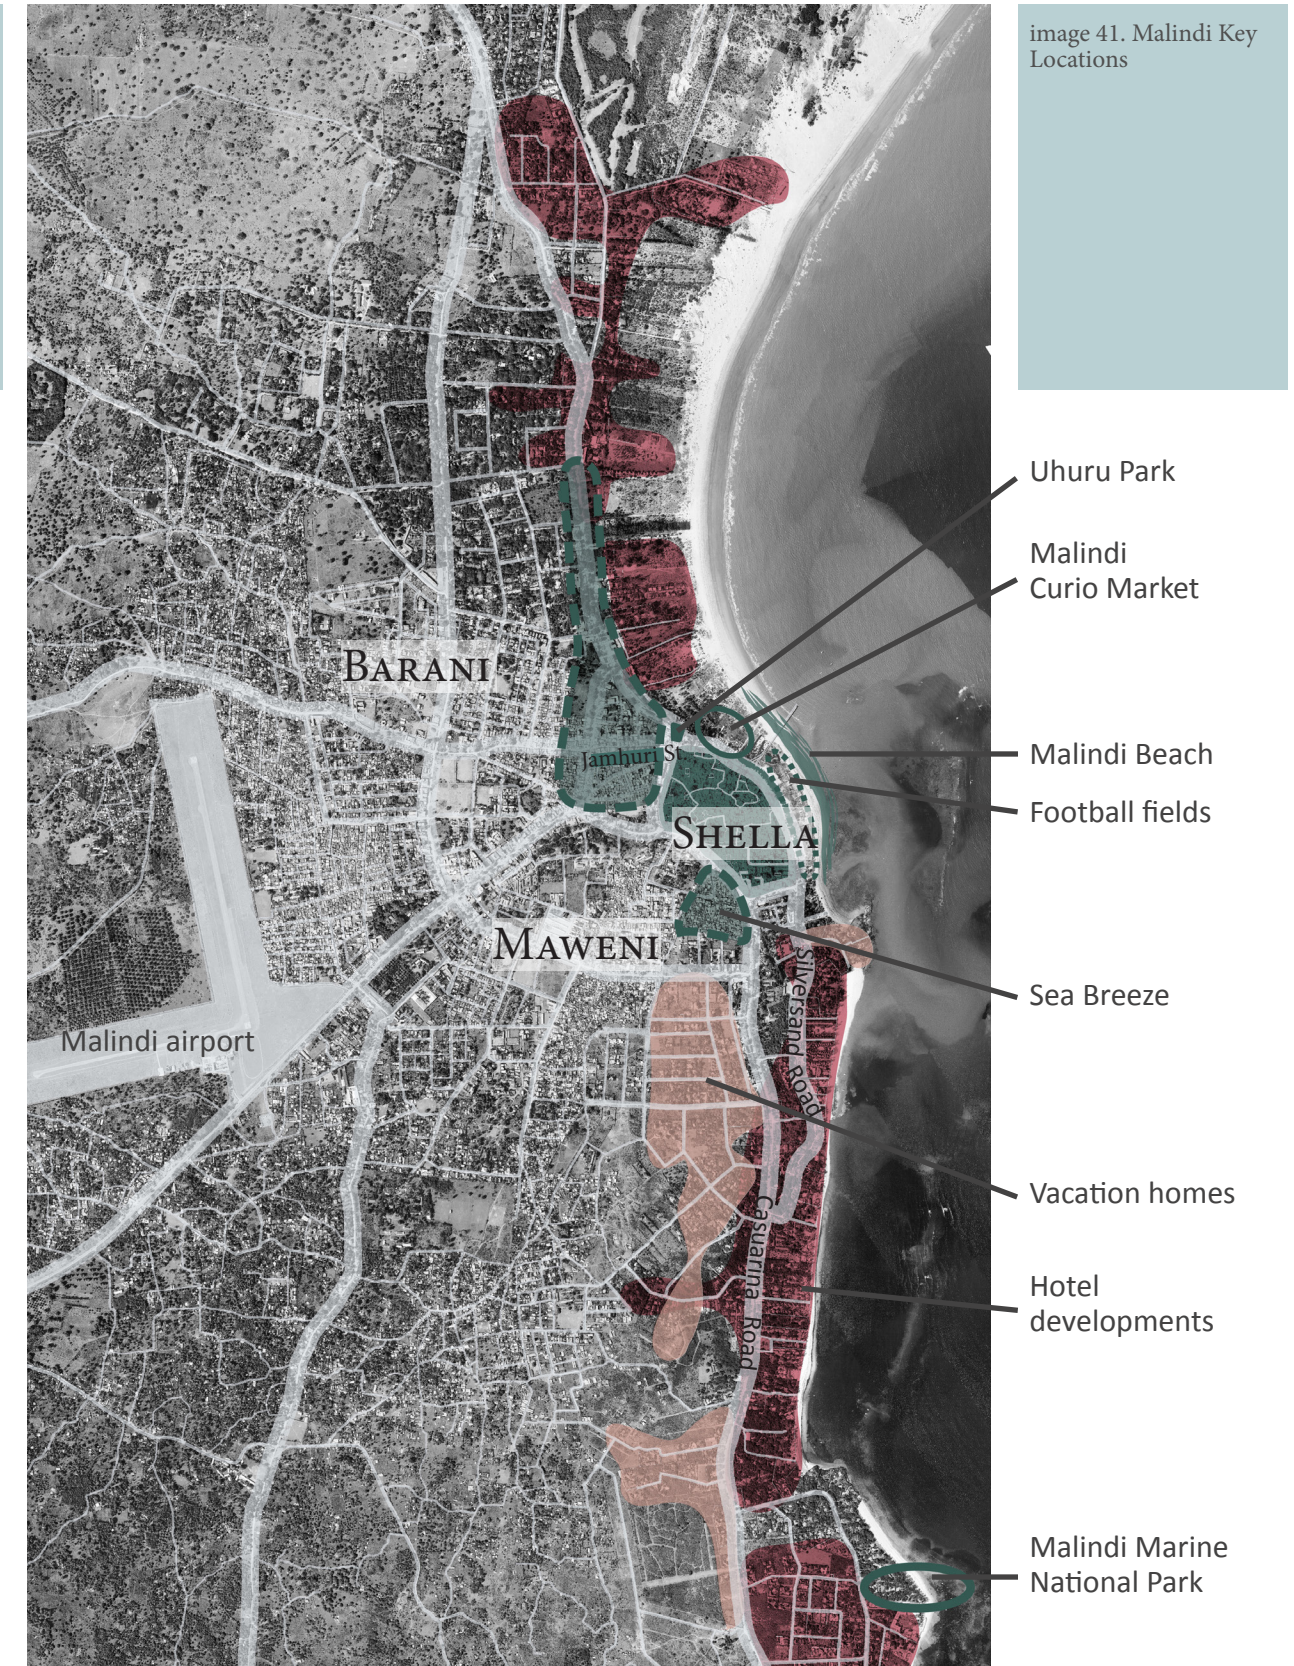 image 41. Malindi Key
Locations
Uhuru Park
Malindi
Curio Market
BARANI
Jamhuri St
Malindi Beach
Football fields
SHELLA
MAWENI
Silversand Road
Sea Breeze
Malindi airport
Vacation homes
Casuarina Road
Hotel
developments
Malindi Marine
National Park